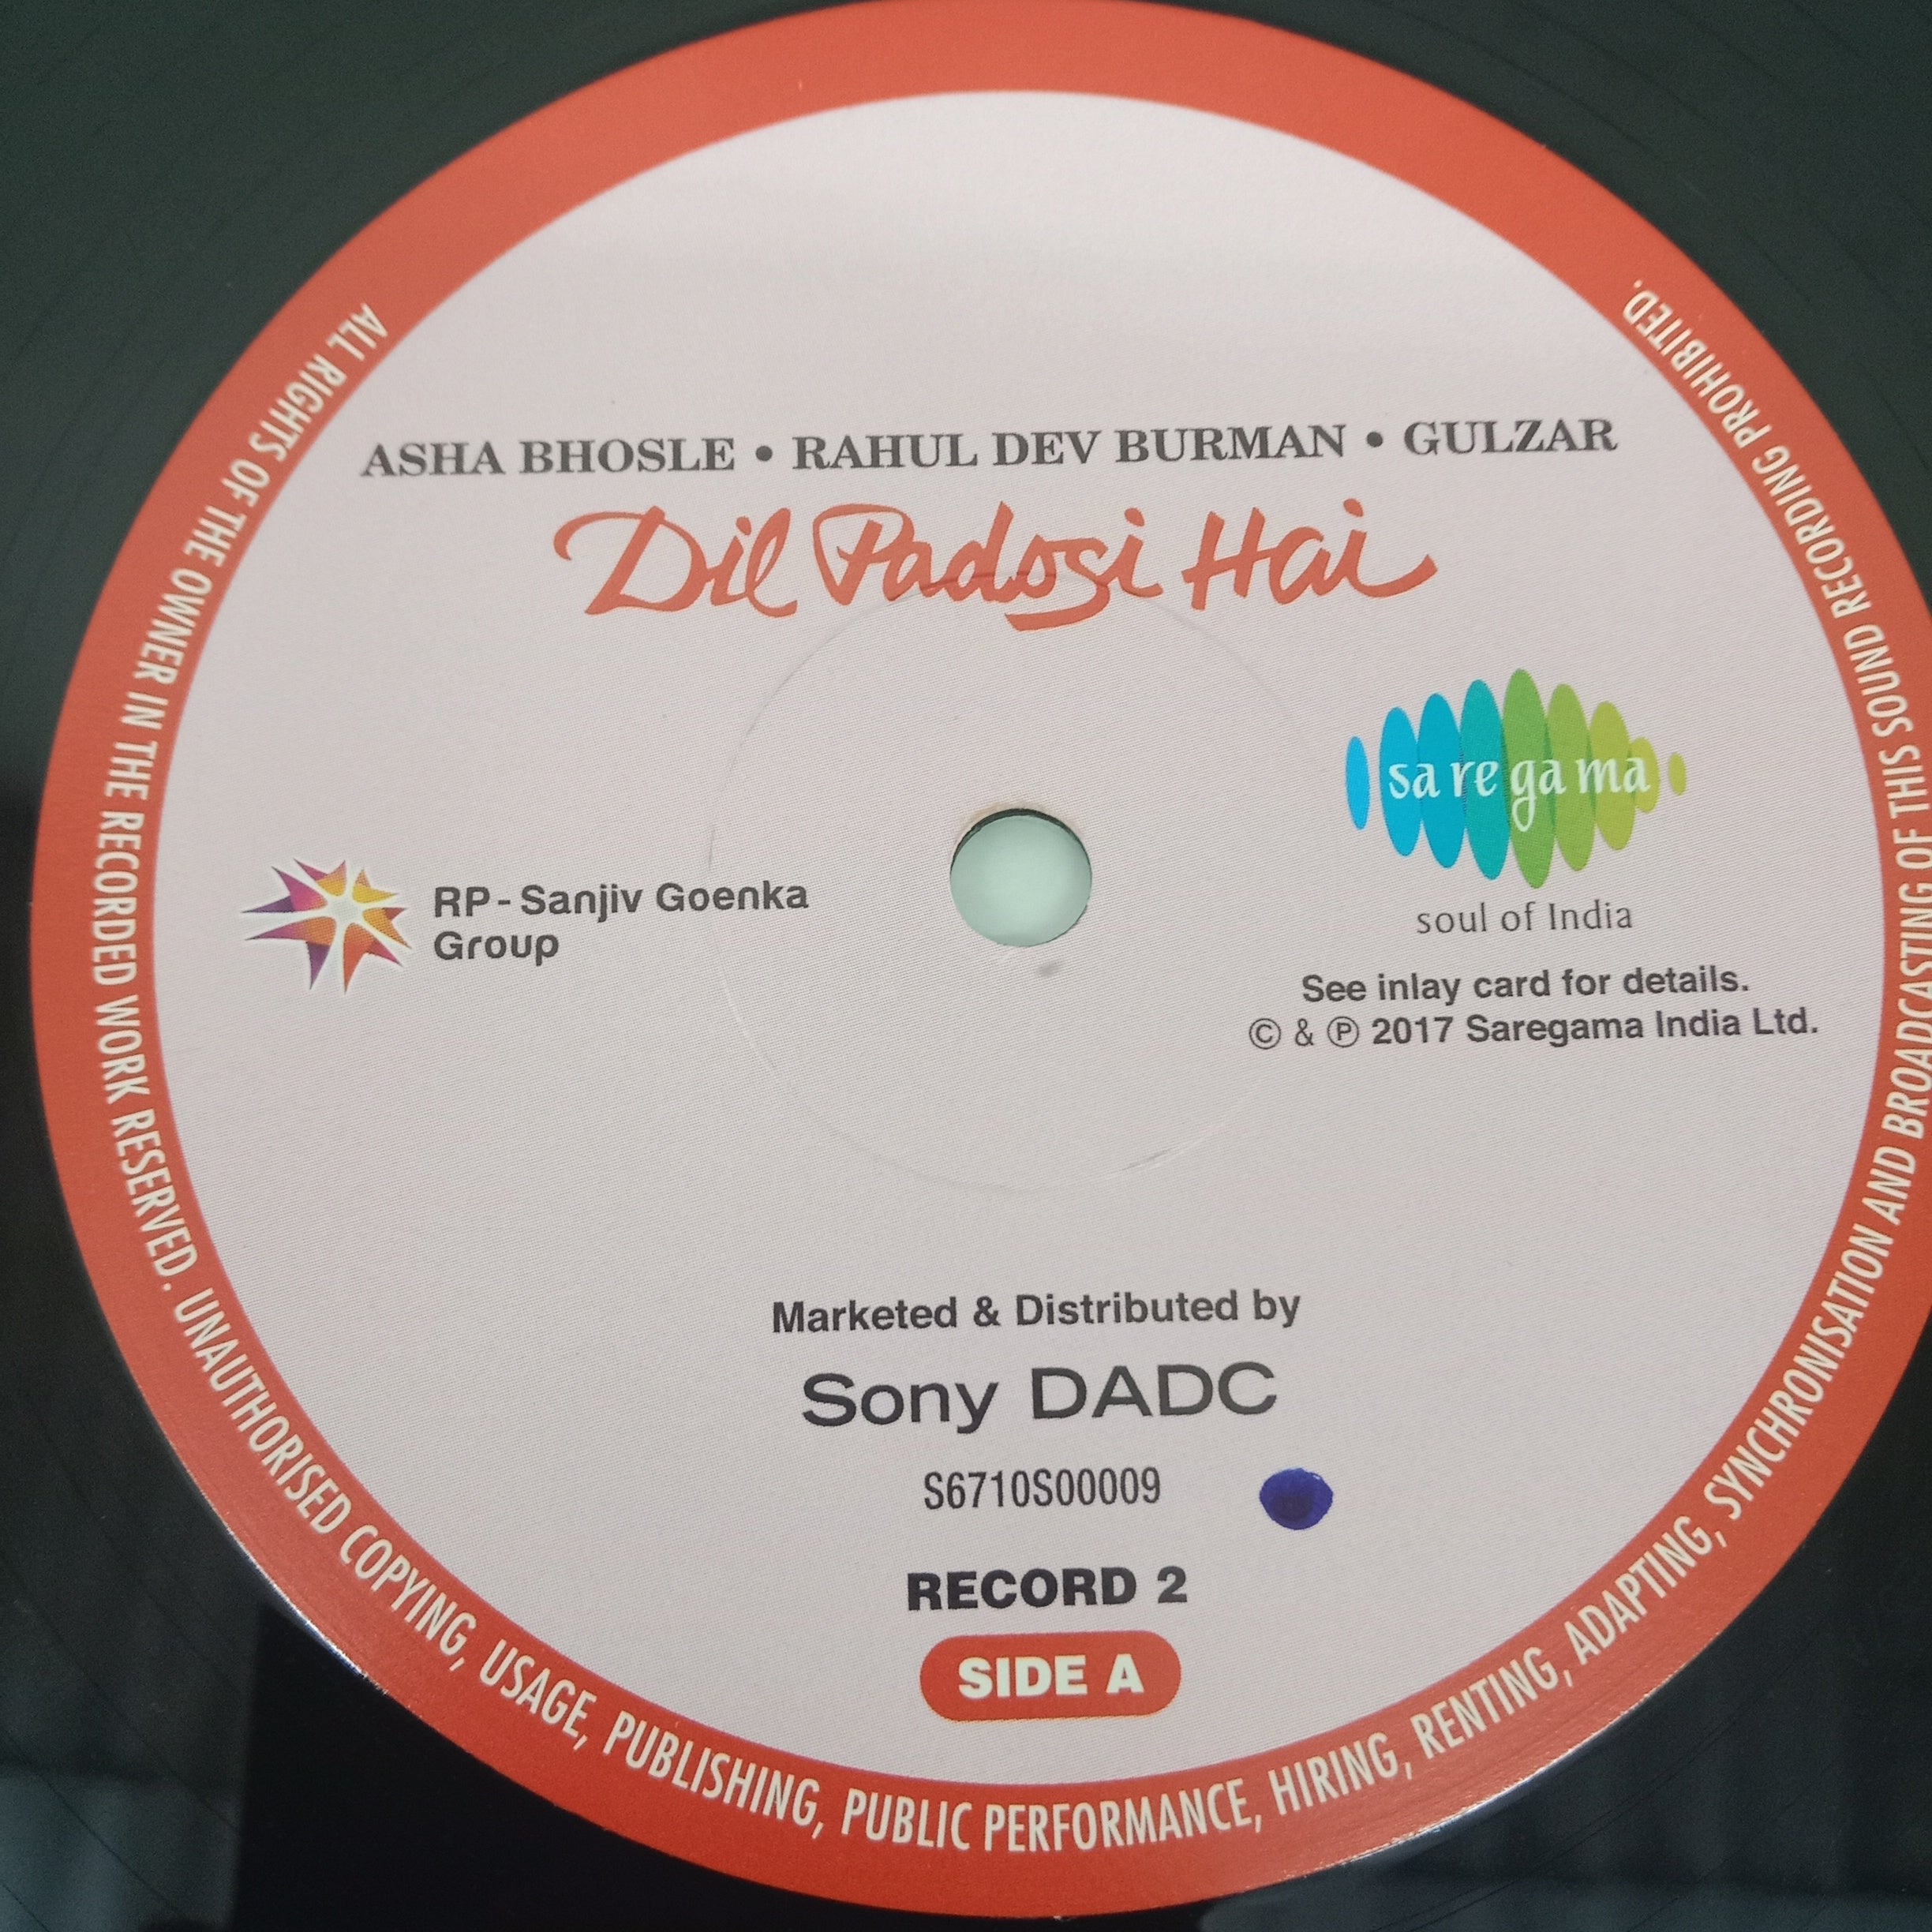 ASHA BHOSLE • RAHUL DEV BURMAN • GULZAR
Dil Padosi Hai
sa re ga ma
soul of India
RP - Sanjiv Goenka
Group
See inlay card for details.
© & ℗ 2017 Saregama India Ltd.
Marketed & Distributed by
Sony DADC
S6710S00009
RECORD 2
SIDE A
ALL RIGHTS OF THE OWNER IN THE RECORDED WORK RESERVED. UNAUTHORISED COPYING, USAGE, PUBLISHING, PUBLIC PERFORMANCE, HIRING, RENTING, ADAPTING, SYNCHRONISATION AND BROADCASTING OF THIS SOUND RECORDING PROHIBITED.